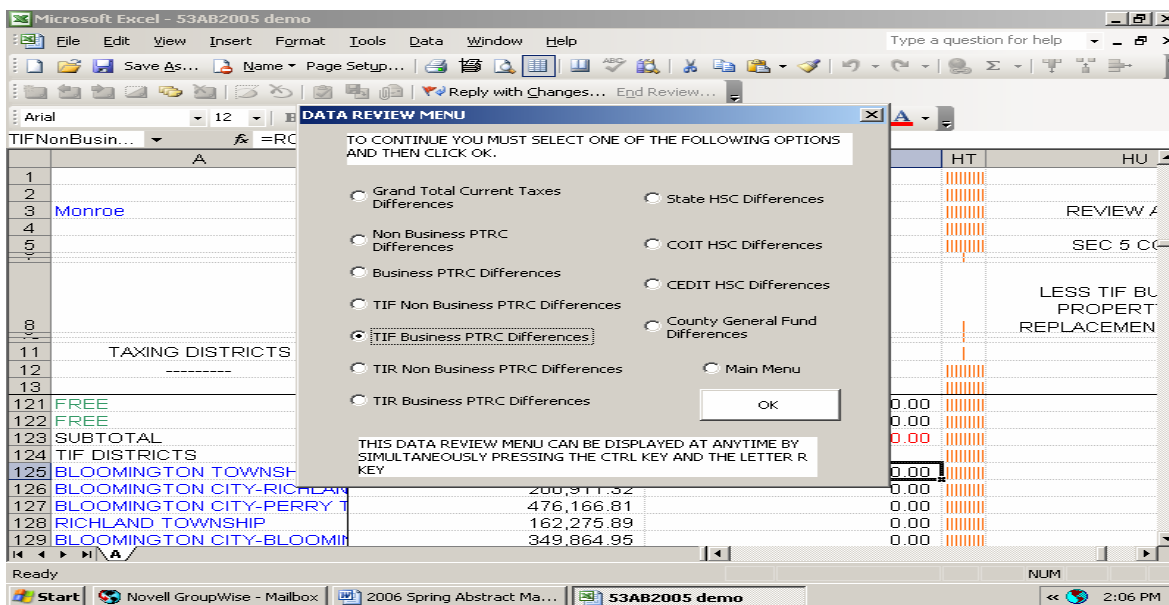 Microsoft Excel - 53AB2005 demo
File Edit View Insert Format Tools Data Window Help Type a question for help
Save As... Name Page Setup...
Reply with Changes... End Review...
Arial 12 B A
TIFNonBusin... fx =RO
DATA REVIEW MENU
TO CONTINUE YOU MUST SELECT ONE OF THE FOLLOWING OPTIONS
AND THEN CLICK OK.
Grand Total Current Taxes
Differences
Non Business PTRC
Differences
Business PTRC Differences
TIF Non Business PTRC Differences
TIF Business PTRC Differences
TIR Non Business PTRC Differences
TIR Business PTRC Differences
State HSC Differences
COIT HSC Differences
CEDIT HSC Differences
County General Fund
Differences
Main Menu
OK
THIS DATA REVIEW MENU CAN BE DISPLAYED AT ANYTIME BY
SIMULTANEOUSLY PRESSING THE CTRL KEY AND THE LETTER R
KEY
A HT HU
1
2
3 Monroe REVIEW A
4
5 SEC 5 CO
LESS TIF BU
PROPERT
8 REPLACEMEN
11 TAXING DISTRICTS
12 ---------
13
121 FREE 0.00
122 FREE 0.00
123 SUBTOTAL 0.00
124 TIF DISTRICTS
125 BLOOMINGTON TOWNSH 0.00
126 BLOOMINGTON CITY-RICHLAN 200,911.32 0.00
127 BLOOMINGTON CITY-PERRY T 476,166.81 0.00
128 RICHLAND TOWNSHIP 162,275.89 0.00
129 BLOOMINGTON CITY-BLOOMIN 349,864.95 0.00
A
Ready NUM
Start Novell GroupWise - Mailbox 2006 Spring Abstract Ma... 53AB2005 demo 2:06 PM